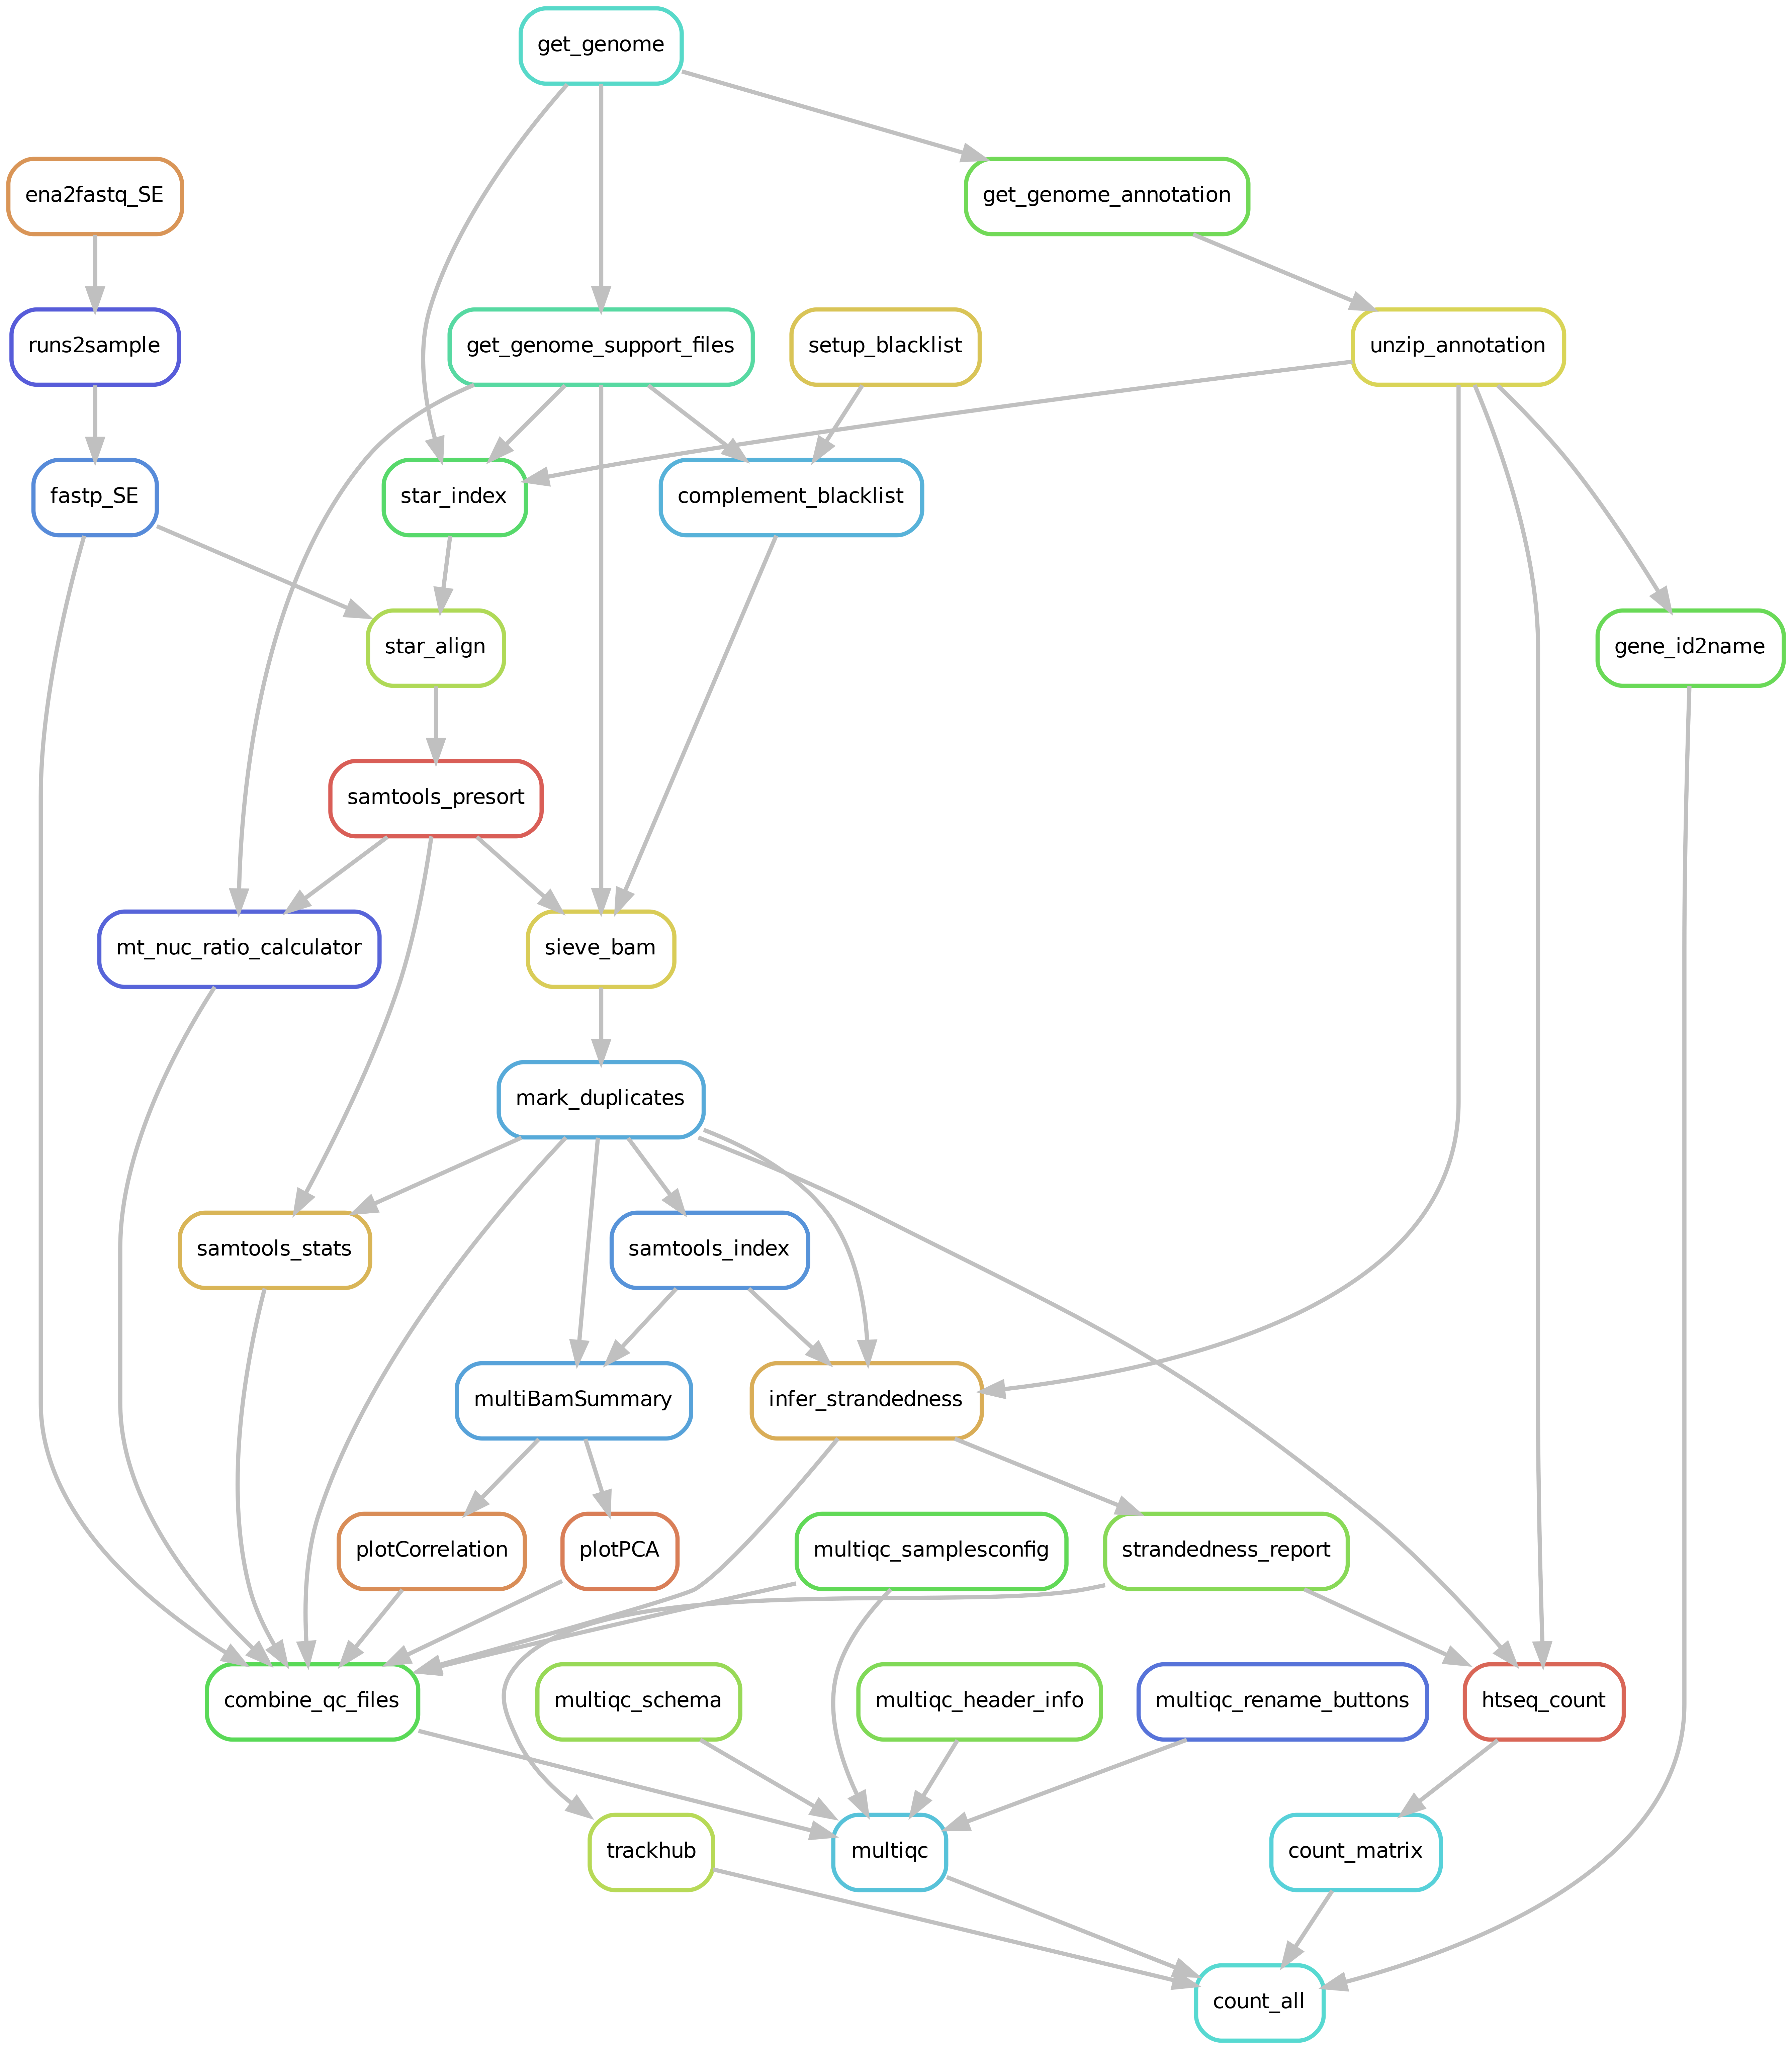 get_genome
ena2fastq_SE
get_genome_annotation
runs2sample
get_genome_support_files
setup_blacklist
unzip_annotation
fastp_SE
star_index
complement_blacklist
star_align
gene_id2name
samtools_presort
mt_nuc_ratio_calculator
sieve_bam
mark_duplicates
samtools_stats
samtools_index
multiBamSummary
infer_strandedness
plotCorrelation
plotPCA
multiqc_samplesconfig
strandedness_report
combine_qc_files
multiqc_schema
multiqc_header_info
multiqc_rename_buttons
htseq_count
trackhub
multiqc
count_matrix
count_all